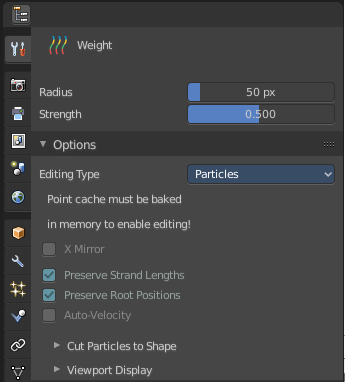 Weight
Radius 50 px
Strength 0.500
Options
Editing Type Particles
Point cache must be baked
in memory to enable editing!
X Mirror
Preserve Strand Lengths
Preserve Root Positions
Auto-Velocity
Cut Particles to Shape
Viewport Display